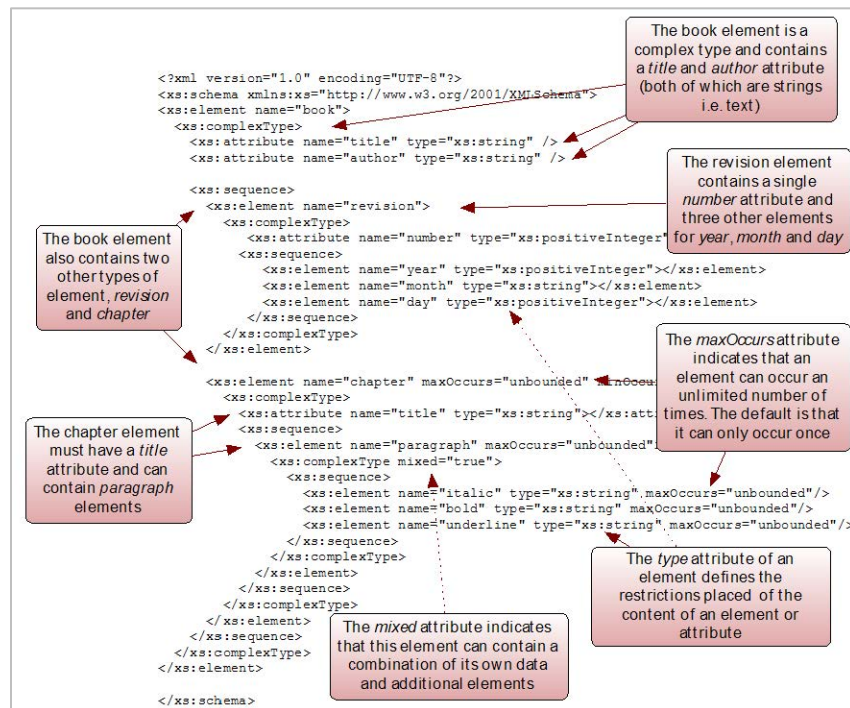 The book element is a
complex type and contains
a title and author attribute
(both of which are strings
i.e. text)
<?xml version="1.0" encoding="UTF-8"?>
<xs:schema xmlns:xs="http://www.w3.org/2001/XMLSchema">
<xs:element name="book">
<xs:complexType>
<xs:attribute name="title" type="xs:string" />
<xs:attribute name="author" type="xs:string" />
The revision element
contains a single
number attribute and
three other elements
for year, month and day
<xs:sequence>
<xs:element name="revision">
<xs:complexType>
<xs:attribute name="number" type="xs:positiveInteger"
<xs:sequence>
<xs:element name="year" type="xs:positiveInteger"></xs:element>
<xs:element name="month" type="xs:string"></xs:element>
<xs:element name="day" type="xs:positiveInteger"></xs:element>
</xs:sequence>
</xs:complexType>
</xs:element>
The book element
also contains two
other types of
element, revision
and chapter
The maxOccurs attribute
indicates that an
element can occur an
unlimited number of
times. The default is that
it can only occur once
<xs:element name="chapter" maxOccurs="unbounded"
<xs:complexType>
<xs:attribute name="title" type="xs:string"></xs:att
<xs:sequence>
<xs:element name="paragraph" maxOccurs="unbounded"
<xs:complexType mixed="true">
<xs:sequence>
<xs:element name="italic" type="xs:string" maxOccurs="unbounded"/>
<xs:element name="bold" type="xs:string" maxOccurs="unbounded"/>
<xs:element name="underline" type="xs:string" maxOccurs="unbounded"/>
</xs:sequence>
</xs:complexType>
</xs:element>
</xs:sequence>
</xs:complexType>
</xs:element>
</xs:sequence>
</xs:complexType>
</xs:element>
</xs:schema>
The chapter element
must have a title
attribute and can
contain paragraph
elements
The type attribute of an
element defines the
restrictions placed of the
content of an element or
attribute
The mixed attribute indicates
that this element can contain a
combination of its own data
and additional elements